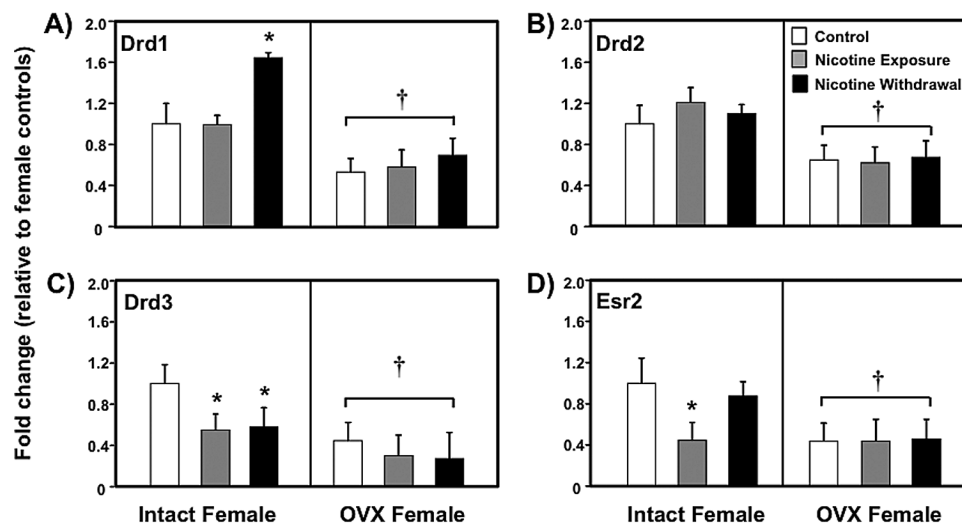 Fold change (relative to female controls)
A)
Drd1
2.0
1.6
1.2
0.8
0.4
0
*
†
B)
Drd2
2.0
1.6
1.2
0.8
0.4
0
Control
Nicotine Exposure
Nicotine Withdrawal
†
C)
Drd3
2.0
1.6
1.2
0.8
0.4
0
*
*
†
Intact Female
OVX Female
D)
Esr2
2.0
1.6
1.2
0.8
0.4
0
*
†
Intact Female
OVX Female